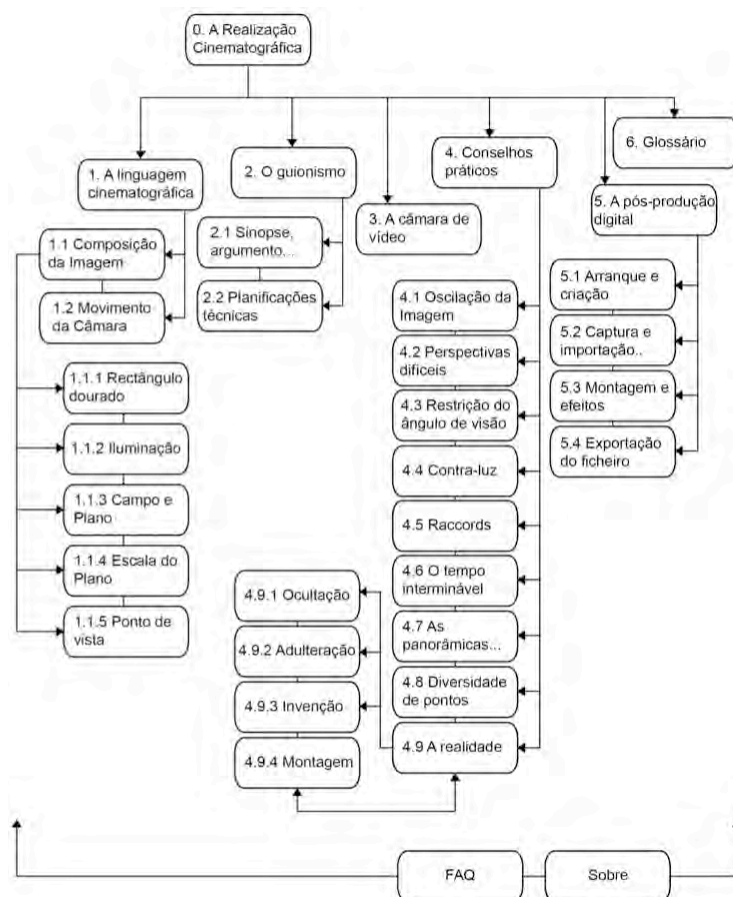 0. A Realização
Cinematográfica
1. A linguagem
cinematográfica
2. O guionismo
3. A câmara de
vídeo
4. Conselhos
práticos
6. Glossário
5. A pós-produção
digital
1.1 Composição
da Imagem
1.2 Movimento
da Câmara
1.1.1 Rectângulo
dourado
1.1.2 Iluminação
1.1.3 Campo e
Plano
1.1.4 Escala do
Plano
1.1.5 Ponto de
vista
2.1 Sinopse,
argumento...
2.2 Planificações
técnicas
4.1 Oscilação da
Imagem
4.2 Perspectivas
dificeis
4.3 Restrição do
ângulo de visão
4.4 Contra-luz
4.5 Raccords
4.6 O tempo
interminável
4.7 As
panorâmicas...
4.8 Diversidade
de pontos
4.9 A realidade
4.9.1 Ocultação
4.9.2 Adulteração
4.9.3 Invenção
4.9.4 Montagem
5.1 Arranque e
criação
5.2 Captura e
importação..
5.3 Montagem e
efeitos
5.4 Exportação
do ficheiro
FAQ
Sobre